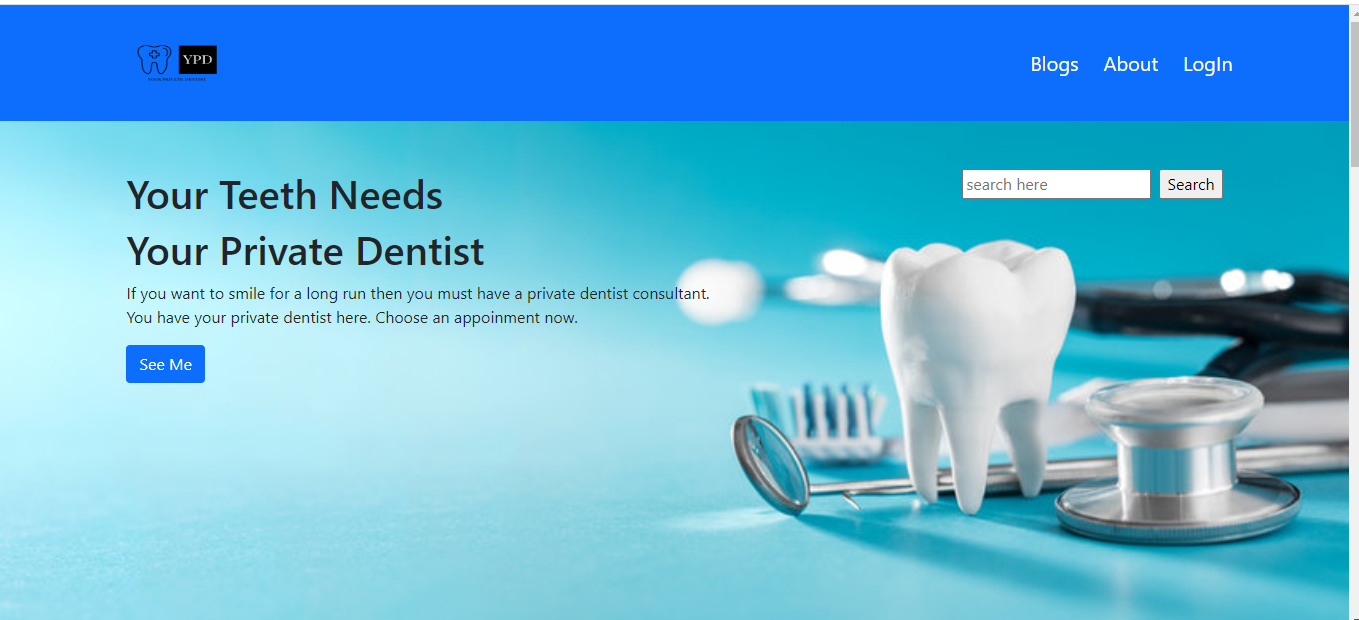 YPD
Blogs About LogIn
search here Search
Your Teeth Needs
Your Private Dentist
If you want to smile for a long run then you must have a private dentist consultant.
You have your private dentist here. Choose an appoinment now.
See Me